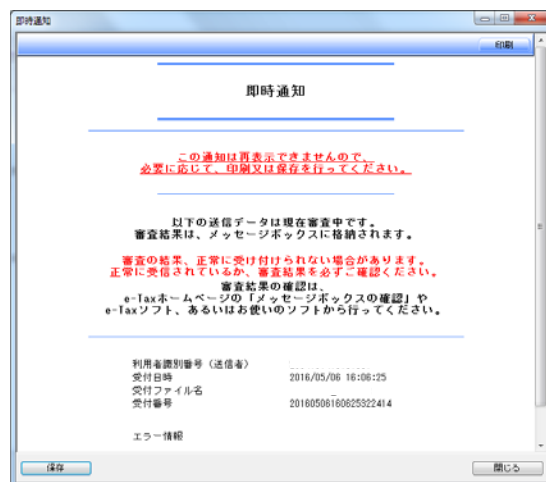 即時通知
印刷
即時通知
この通知は再表示できませんので、
必要に応じて、印刷又は保存を行ってください。
以下の送信データは現在審査中です。
審査結果は、メッセージボックスに格納されます。
審査の結果、正常に受け付けられない場合があります。
正常に受信されているか、審査結果を必ずご確認ください。
審査結果の確認は、
e-Taxホームページの「メッセージボックスの確認」や
e-Taxソフト、あるいはお使いのソフトから行ってください。
利用者識別番号（送信者）
受付日時 2016/05/06 16:06:25
受付ファイル名
受付番号 20160506160625322414
エラー情報
保存 閉じる